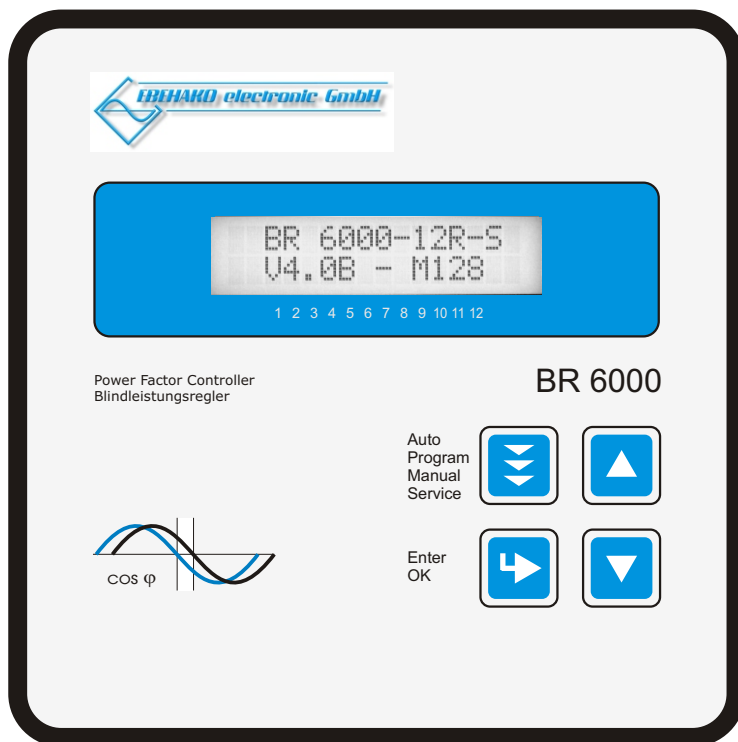 FREHAKO electronic GmbH
BR 6000-12R-S
V4.0B - M128
1 2 3 4 5 6 7 8 9 10 11 12
Power Factor Controller
Blindleistungsregler
BR 6000
Auto
Program
Manual
Service
Enter
OK
cos φ